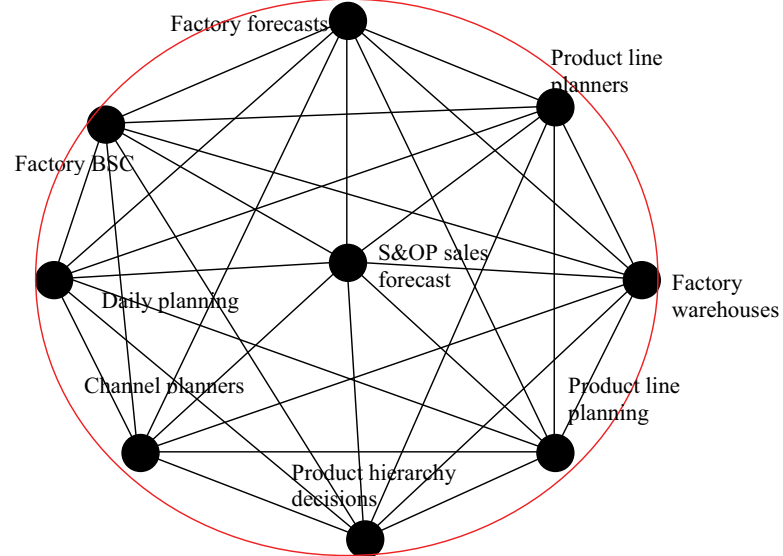 Factory forecasts
Product line
planners
Factory BSC
S&OP sales
forecast
Factory
warehouses
Daily planning
Channel planners
Product line
planning
Product hierarchy
decisions